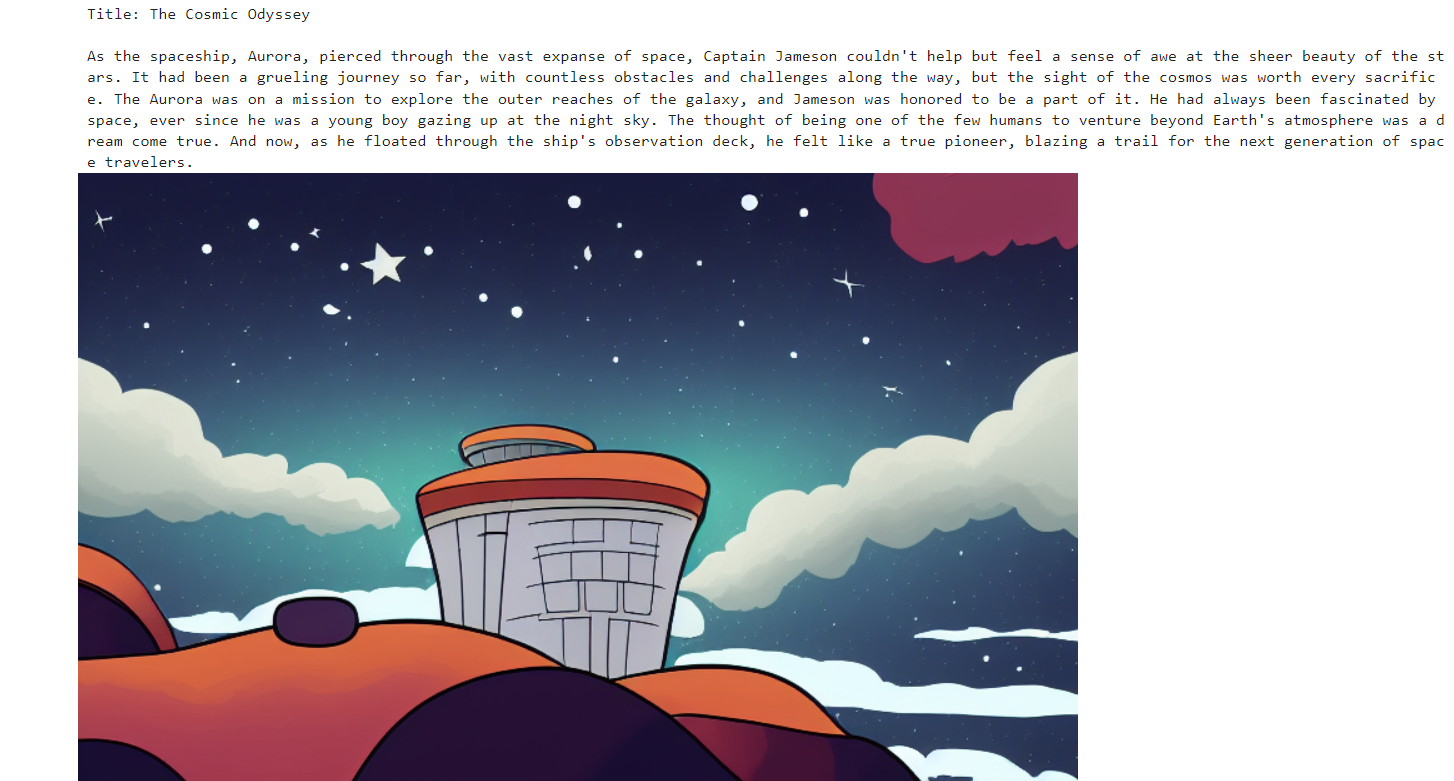 Title: The Cosmic Odyssey
As the spaceship, Aurora, pierced through the vast expanse of space, Captain Jameson couldn't help but feel a sense of awe at the sheer beauty of the st
ars. It had been a grueling journey so far, with countless obstacles and challenges along the way, but the sight of the cosmos was worth every sacrific
e. The Aurora was on a mission to explore the outer reaches of the galaxy, and Jameson was honored to be a part of it. He had always been fascinated by
space, ever since he was a young boy gazing up at the night sky. The thought of being one of the few humans to venture beyond Earth's atmosphere was a d
ream come true. And now, as he floated through the ship's observation deck, he felt like a true pioneer, blazing a trail for the next generation of spac
e travelers.